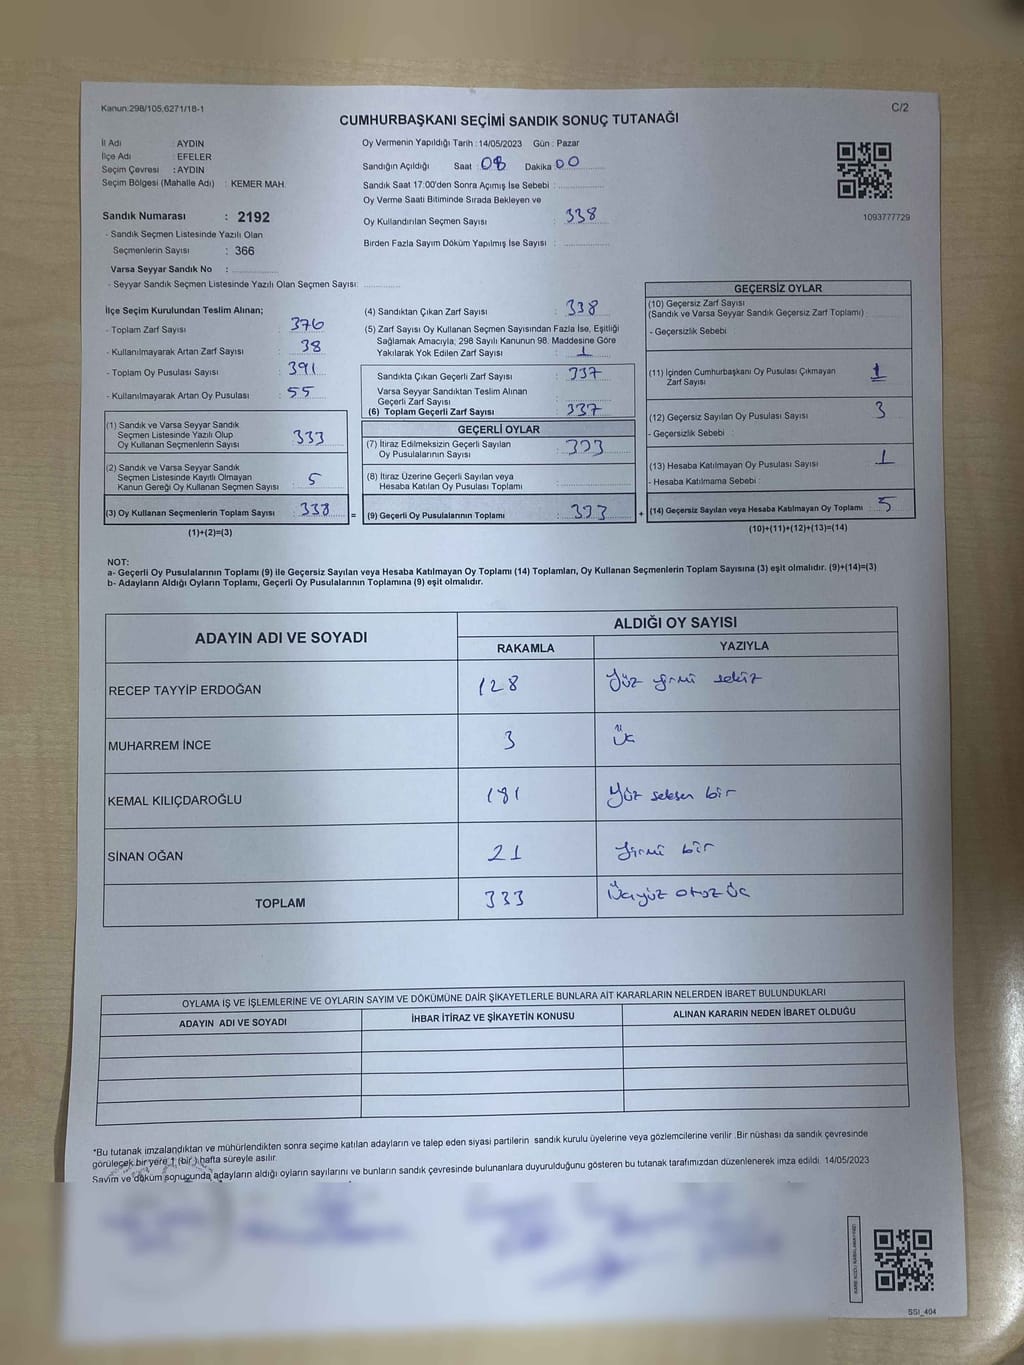 Kanun:298/105,6271/18-1
C/2
CUMHURBAŞKANI SEÇİMİ SANDIK SONUÇ TUTANAĞI
İl Adı : AYDIN
İlçe Adı : EFELER
Seçim Çevresi : AYDIN
Seçim Bölgesi (Mahalle Adı) : KEMER MAH.
Sandık Numarası : 2192
- Sandık Seçmen Listesinde Yazılı Olan
Seçmenlerin Sayısı : 366
Varsa Seyyar Sandık No :
- Seyyar Sandık Seçmen Listesinde Yazılı Olan Seçmen Sayısı:
Oy Vermenin Yapıldığı Tarih : 14/05/2023 Gün : Pazar
Sandığın Açıldığı Saat 08 Dakika 00
Sandık Saat 17:00'den Sonra Açımış İse Sebebi :
Oy Verme Saati Bitiminde Sırada Bekleyen ve
Oy Kullandırılan Seçmen Sayısı : 338
Birden Fazla Sayım Döküm Yapılmış İse Sayısı :
1093777729
İlçe Seçim Kurulundan Teslim Alınan;
- Toplam Zarf Sayısı : 376
- Kullanılmayarak Artan Zarf Sayısı : 38
- Toplam Oy Pusulası Sayısı : 391
- Kullanılmayarak Artan Oy Pusulası : 55
(1) Sandık ve Varsa Seyyar Sandık
Seçmen Listesinde Yazılı Olup
Oy Kullanan Seçmenlerin Sayısı : 333
(2) Sandık ve Varsa Seyyar Sandık
Seçmen Listesinde Kayıtlı Olmayan
Kanun Gereği Oy Kullanan Seçmen Sayısı : 5
(3) Oy Kullanan Seçmenlerin Toplam Sayısı : 338
(1)+(2)=(3)
(4) Sandıktan Çıkan Zarf Sayısı : 338
(5) Zarf Sayısı Oy Kullanan Seçmen Sayısından Fazla İse, Eşitliği
Sağlamak Amacıyla; 298 Sayılı Kanunun 98. Maddesine Göre
Yakılarak Yok Edilen Zarf Sayısı : 1
Sandıkta Çıkan Geçerli Zarf Sayısı : 337
Varsa Seyyar Sandıktan Teslim Alınan
Geçerli Zarf Sayısı :
(6) Toplam Geçerli Zarf Sayısı : 337
GEÇERLİ OYLAR
(7) İtiraz Edilmeksizin Geçerli Sayılan
Oy Pusulalarının Sayısı : 333
(8) İtiraz Üzerine Geçerli Sayılan veya
Hesaba Katılan Oy Pusulası Toplamı :
= (9) Geçerli Oy Pusulalarının Toplamı : 333
GEÇERSİZ OYLAR
(10) Geçersiz Zarf Sayısı
(Sandık ve Varsa Seyyar Sandık Geçersiz Zarf Toplamı) :
- Geçersizlik Sebebi :
(11) İçinden Cumhurbaşkanı Oy Pusulası Çıkmayan
Zarf Sayısı : 1
(12) Geçersiz Sayılan Oy Pusulası Sayısı : 3
- Geçersizlik Sebebi :
(13) Hesaba Katılmayan Oy Pusulası Sayısı : 1
- Hesaba Katılmama Sebebi :
+ (14) Geçersiz Sayılan veya Hesaba Katılmayan Oy Toplamı : 5
(10)+(11)+(12)+(13)=(14)
NOT:
a- Geçerli Oy Pusulalarının Toplamı (9) ile Geçersiz Sayılan veya Hesaba Katılmayan Oy Toplamı (14) Toplamları, Oy Kullanan Seçmenlerin Toplam Sayısına (3) eşit olmalıdır. (9)+(14)=(3)
b- Adayların Aldığı Oyların Toplamı, Geçerli Oy Pusulalarının Toplamına (9) eşit olmalıdır.
ADAYIN ADI VE SOYADI
ALDIĞI OY SAYISI
RAKAMLA YAZIYLA
RECEP TAYYİP ERDOĞAN 128 Yüz yirmi sekiz
MUHARREM İNCE 3 Üç
KEMAL KILIÇDAROĞLU 181 Yüz seksen bir
SİNAN OĞAN 21 Yirmi bir
TOPLAM 333 Üçyüz otuz üç
OYLAMA İŞ VE İŞLEMLERİNE VE OYLARIN SAYIM VE DÖKÜMÜNE DAİR ŞİKAYETLERLE BUNLARA AİT KARARLARIN NELERDEN İBARET BULUNDUKLARI
ADAYIN ADI VE SOYADI İHBAR İTİRAZ VE ŞİKAYETİN KONUSU ALINAN KARARIN NEDEN İBARET OLDUĞU
*Bu tutanak imzalandıktan ve mühürlendikten sonra seçime katılan adayların ve talep eden siyasi partilerin sandık kurulu üyelerine veya gözlemcilerine verilir .Bir nüshası da sandık çevresinde
görülecek bir yere 1 (bir ) hafta süreyle asılır.
Sayım ve döküm sonucunda adayların aldığı oyların sayılarını ve bunların sandık çevresinde bulunanlara duyurulduğunu gösteren bu tutanak tarafımızdan düzenlenerek imza edildi. 14/05/2023
SSI_404